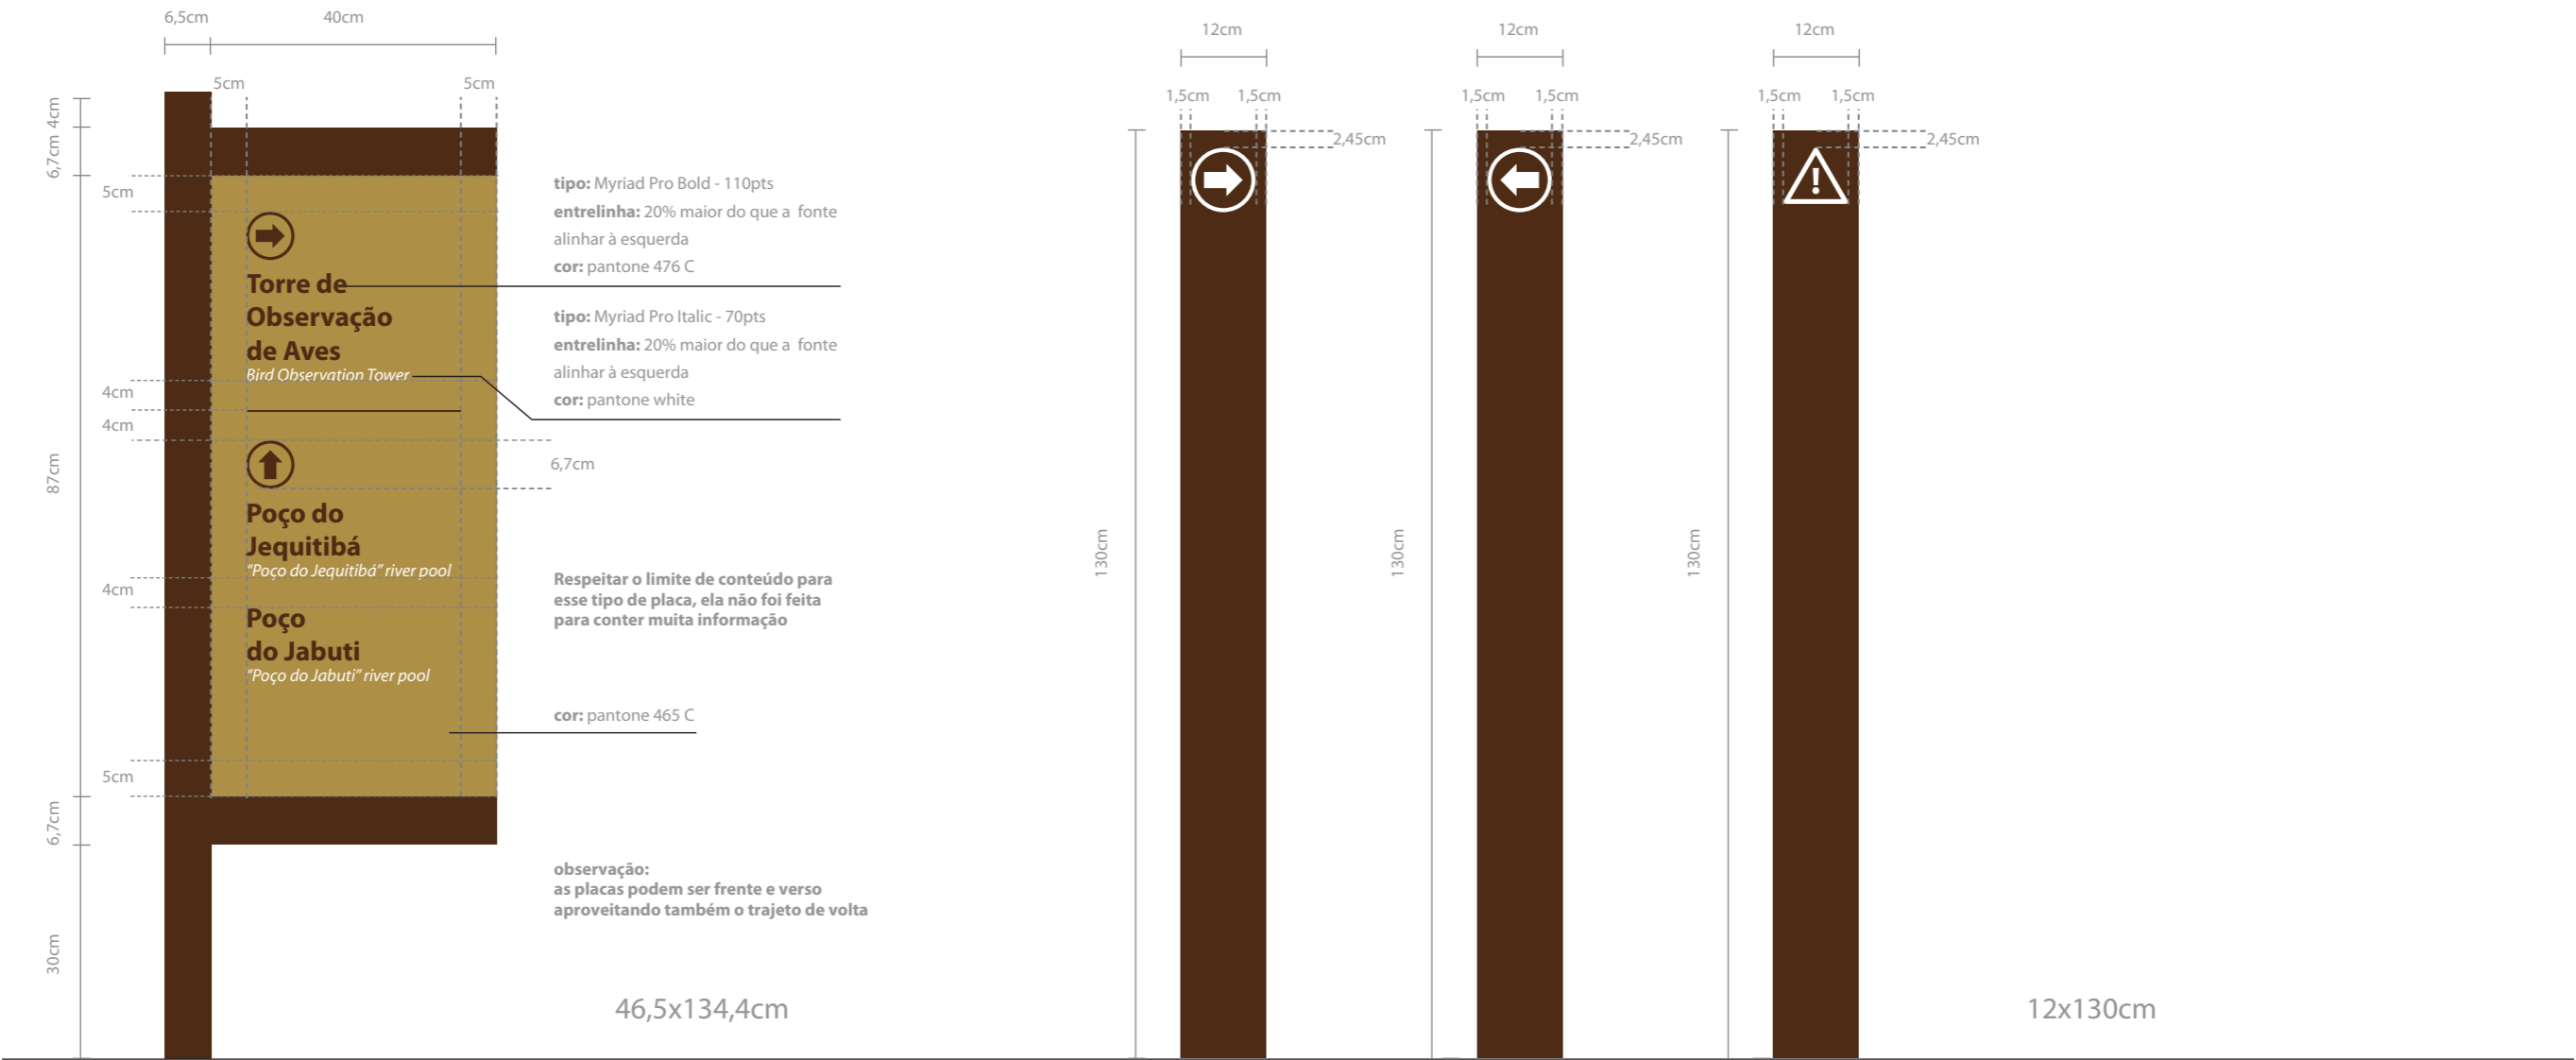 6,5cm
40cm
5cm
5cm
4cm
6,7cm
5cm
4cm
4cm
87cm
4cm
5cm
6,7cm
30cm
Torre de
Observação
de Aves
Bird Observation Tower
Poço do
Jequitibá
“Poço do Jequitibá” river pool
Poço
do Jabuti
“Poço do Jabuti” river pool
tipo: Myriad Pro Bold - 110pts
entrelinha: 20% maior do que a fonte
alinhar à esquerda
cor: pantone 476 C
tipo: Myriad Pro Italic - 70pts
entrelinha: 20% maior do que a fonte
alinhar à esquerda
cor: pantone white
6,7cm
Respeitar o limite de conteúdo para
esse tipo de placa, ela não foi feita
para conter muita informação
cor: pantone 465 C
observação:
as placas podem ser frente e verso
aproveitando também o trajeto de volta
46,5x134,4cm
12cm
1,5cm
1,5cm
2,45cm
130cm
12cm
1,5cm
1,5cm
2,45cm
130cm
12cm
1,5cm
1,5cm
2,45cm
!
130cm
12x130cm